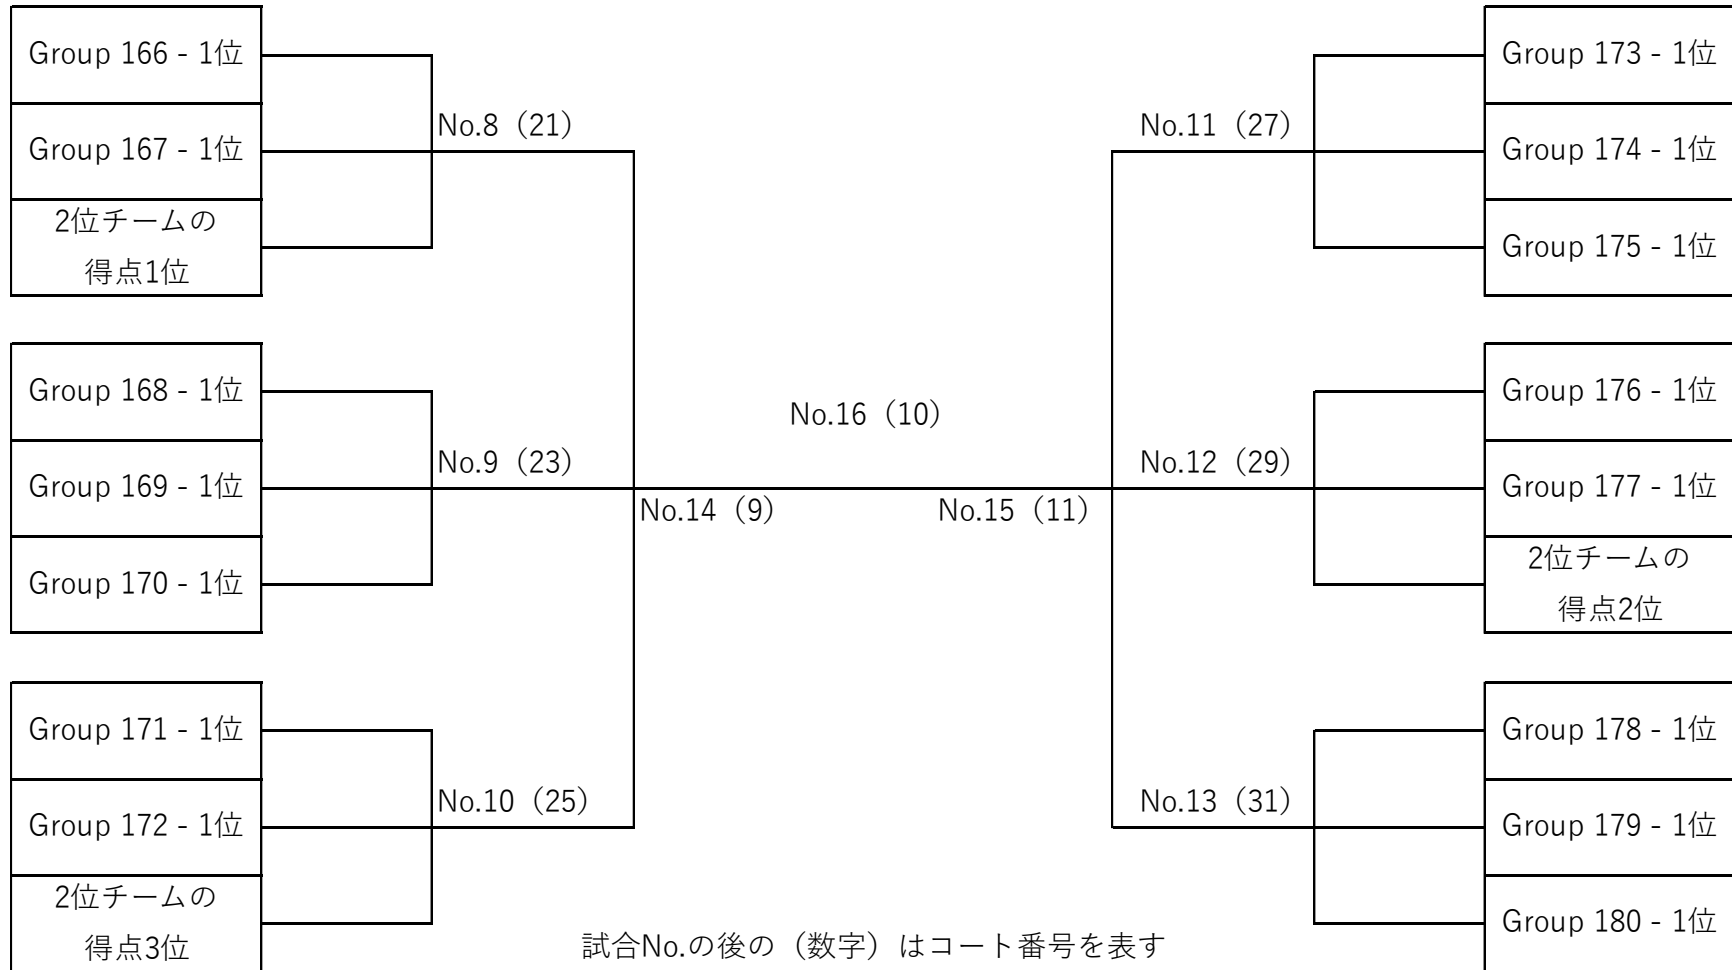 Group 166 - 1位
Group 167 - 1位
2位チームの
得点1位
No.8（21）
Group 168 - 1位
Group 169 - 1位
Group 170 - 1位
No.9（23）
Group 171 - 1位
Group 172 - 1位
2位チームの
得点3位
No.10（25）
No.14（9）
No.16（10）
No.15（11）
No.11（27）
Group 173 - 1位
Group 174 - 1位
Group 175 - 1位
No.12（29）
Group 176 - 1位
Group 177 - 1位
2位チームの
得点2位
No.13（31）
Group 178 - 1位
Group 179 - 1位
Group 180 - 1位
試合No.の後の（数字）はコート番号を表す